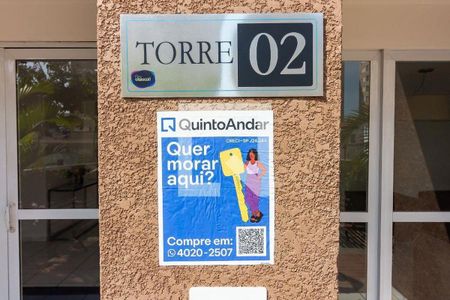 TORRE 02
QuintoAndar
Quer
morar
aqui?
Compre em:
4020-2507